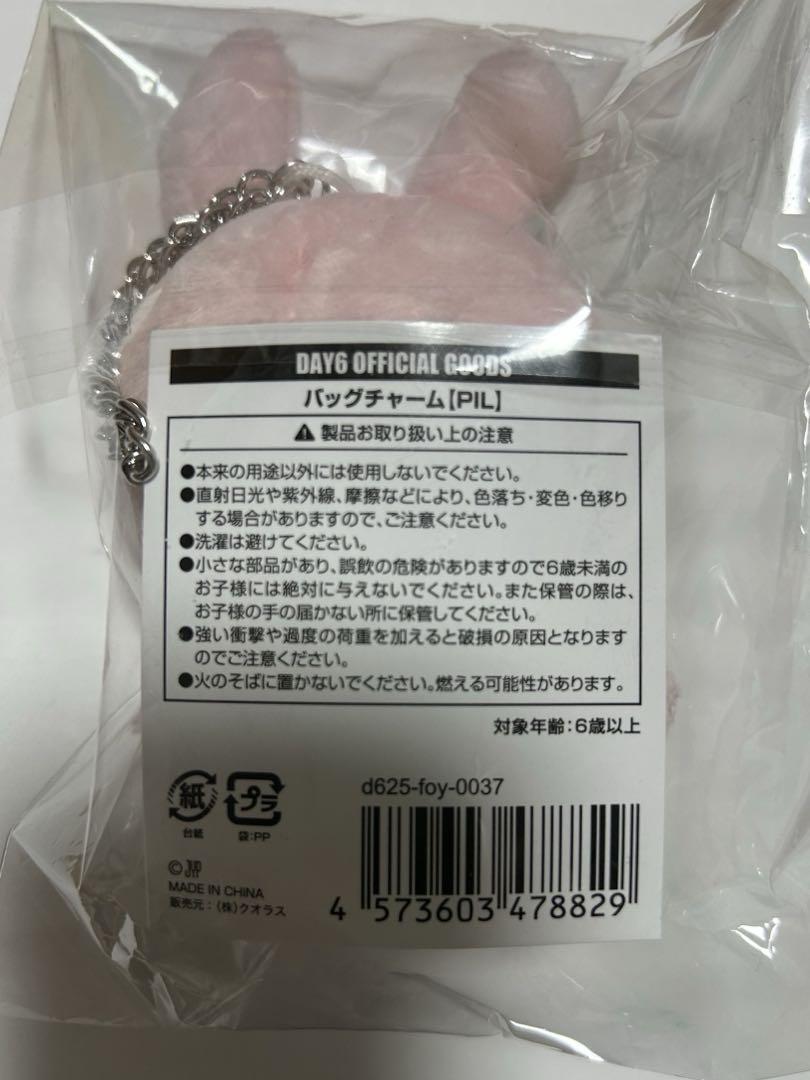 DAY6 OFFICIAL GOODS
バッグチャーム【PIL】
⚠ 製品お取り扱い上の注意
●本来の用途以外には使用しないでください。
●直射日光や紫外線、摩擦などにより、色落ち・変色・色移り
する場合がありますので、ご注意ください。
●洗濯は避けてください。
●小さな部品があり、誤飲の危険がありますので6歳未満の
お子様には絶対に与えないでください。また保管の際は、
お子様の手の届かない所に保管してください。
●強い衝撃や過度の荷重を加えると破損の原因となります
のでご注意ください。
●火のそばに置かないでください。燃える可能性があります。
対象年齢：6歳以上
d625-foy-0037
紙 プラ
台紙 袋：PP
© JYP
MADE IN CHINA
販売元：（株）クオラス
4 573603 478829